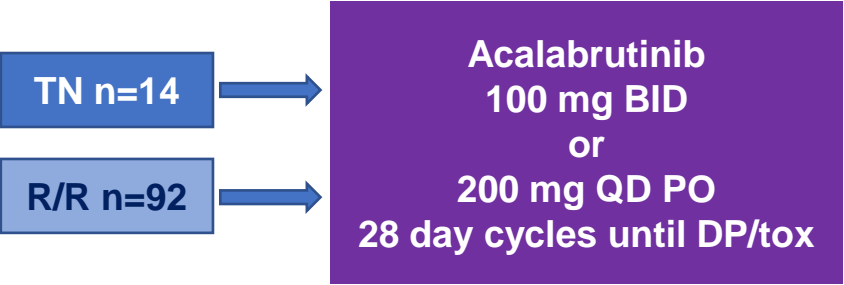 TN n=14
R/R n=92
Acalabrutinib
100 mg BID
or
200 mg QD PO
28 day cycles until DP/tox